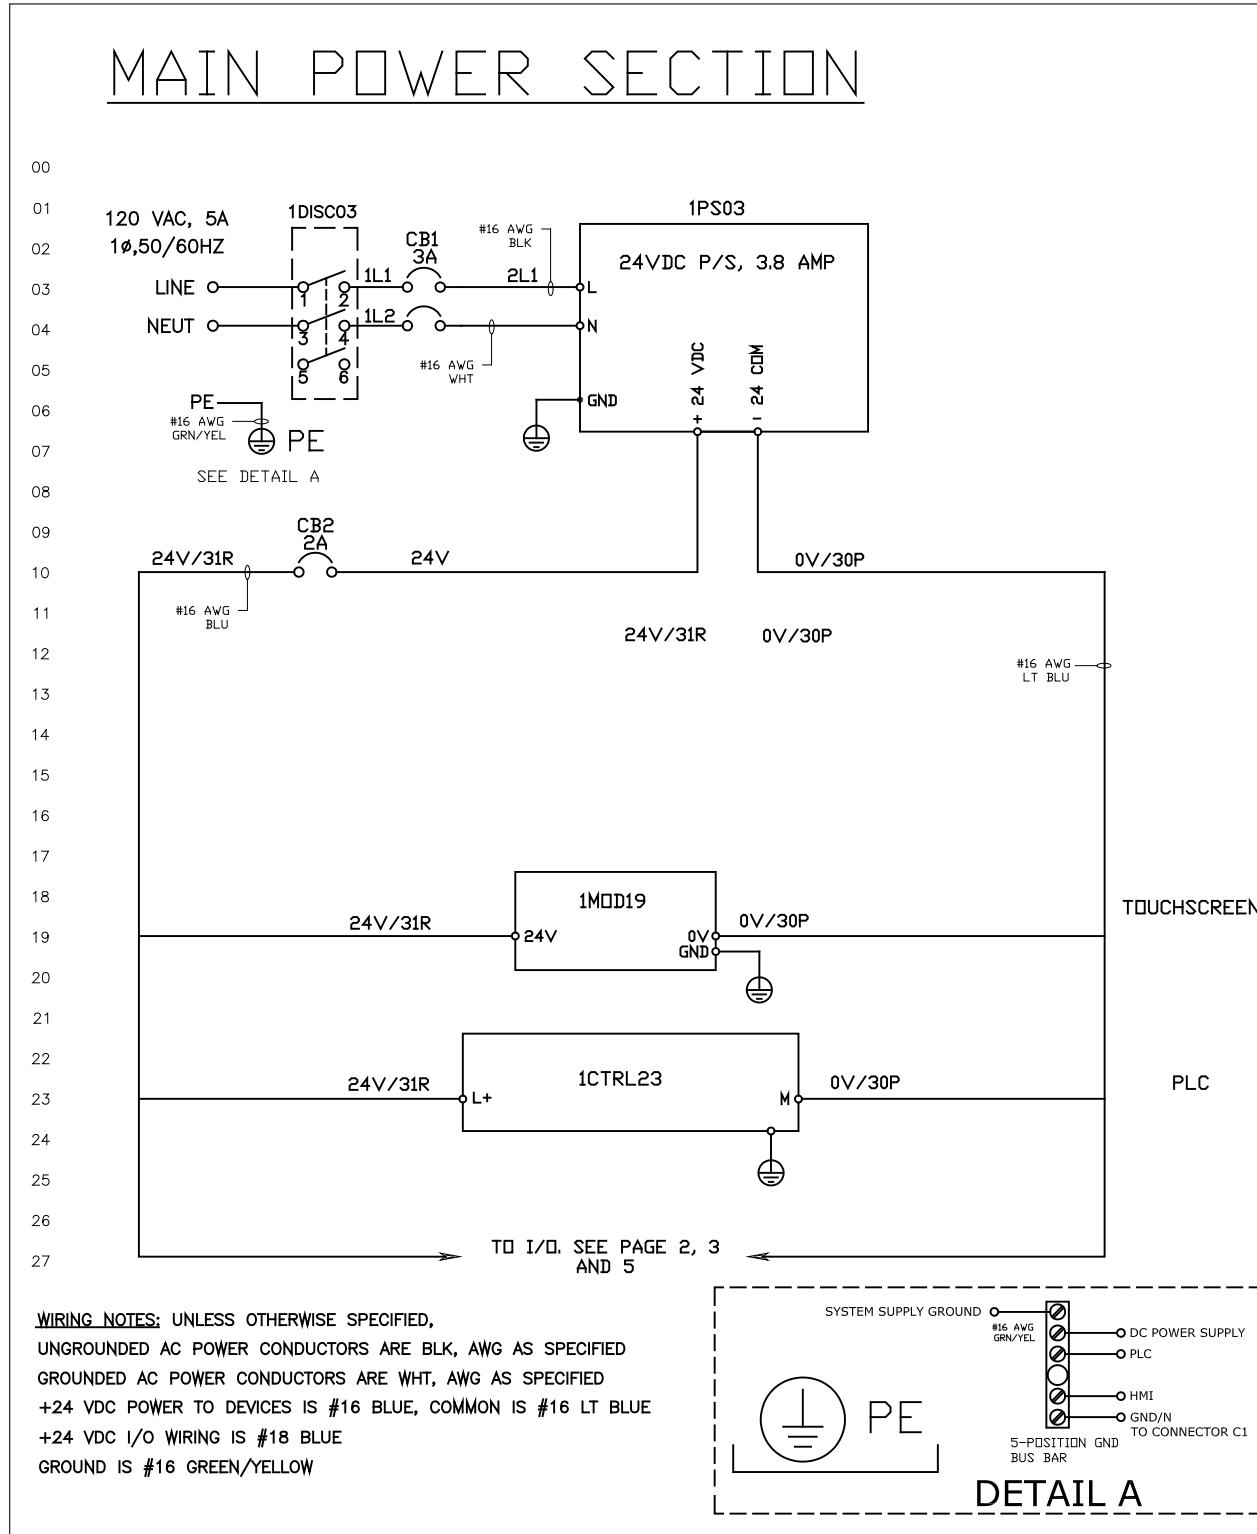 MAIN POWER SECTION
00
01
02
03
04
05
06
07
08
09
10
11
12
13
14
15
16
17
18
19
20
21
22
23
24
25
26
27
120 VAC, 5A
1ø,50/60HZ
LINE
NEUT
1DISC03
1
2
3
4
5
6
1L1
1L2
CB1
3A
2L1
#16 AWG
BLK
#16 AWG
WHT
1PS03
24VDC P/S, 3.8 AMP
L
N
GND
+ 24 VDC
- 24 COM
PE
#16 AWG
GRN/YEL
PE
SEE DETAIL A
CB2
2A
24V/31R
24V
0V/30P
#16 AWG
BLU
24V/31R
0V/30P
#16 AWG
LT BLU
1MOD19
24V/31R
24V
0V
GND
0V/30P
TOUCHSCREEN
1CTRL23
24V/31R
L+
M
0V/30P
PLC
TO I/O. SEE PAGE 2, 3
AND 5
WIRING NOTES: UNLESS OTHERWISE SPECIFIED,
UNGROUNDED AC POWER CONDUCTORS ARE BLK, AWG AS SPECIFIED
GROUNDED AC POWER CONDUCTORS ARE WHT, AWG AS SPECIFIED
+24 VDC POWER TO DEVICES IS #16 BLUE, COMMON IS #16 LT BLUE
+24 VDC I/O WIRING IS #18 BLUE
GROUND IS #16 GREEN/YELLOW
SYSTEM SUPPLY GROUND
#16 AWG
GRN/YEL
DC POWER SUPPLY
PLC
HMI
GND/N
TO CONNECTOR C1
PE
5-POSITION GND
BUS BAR
DETAIL A